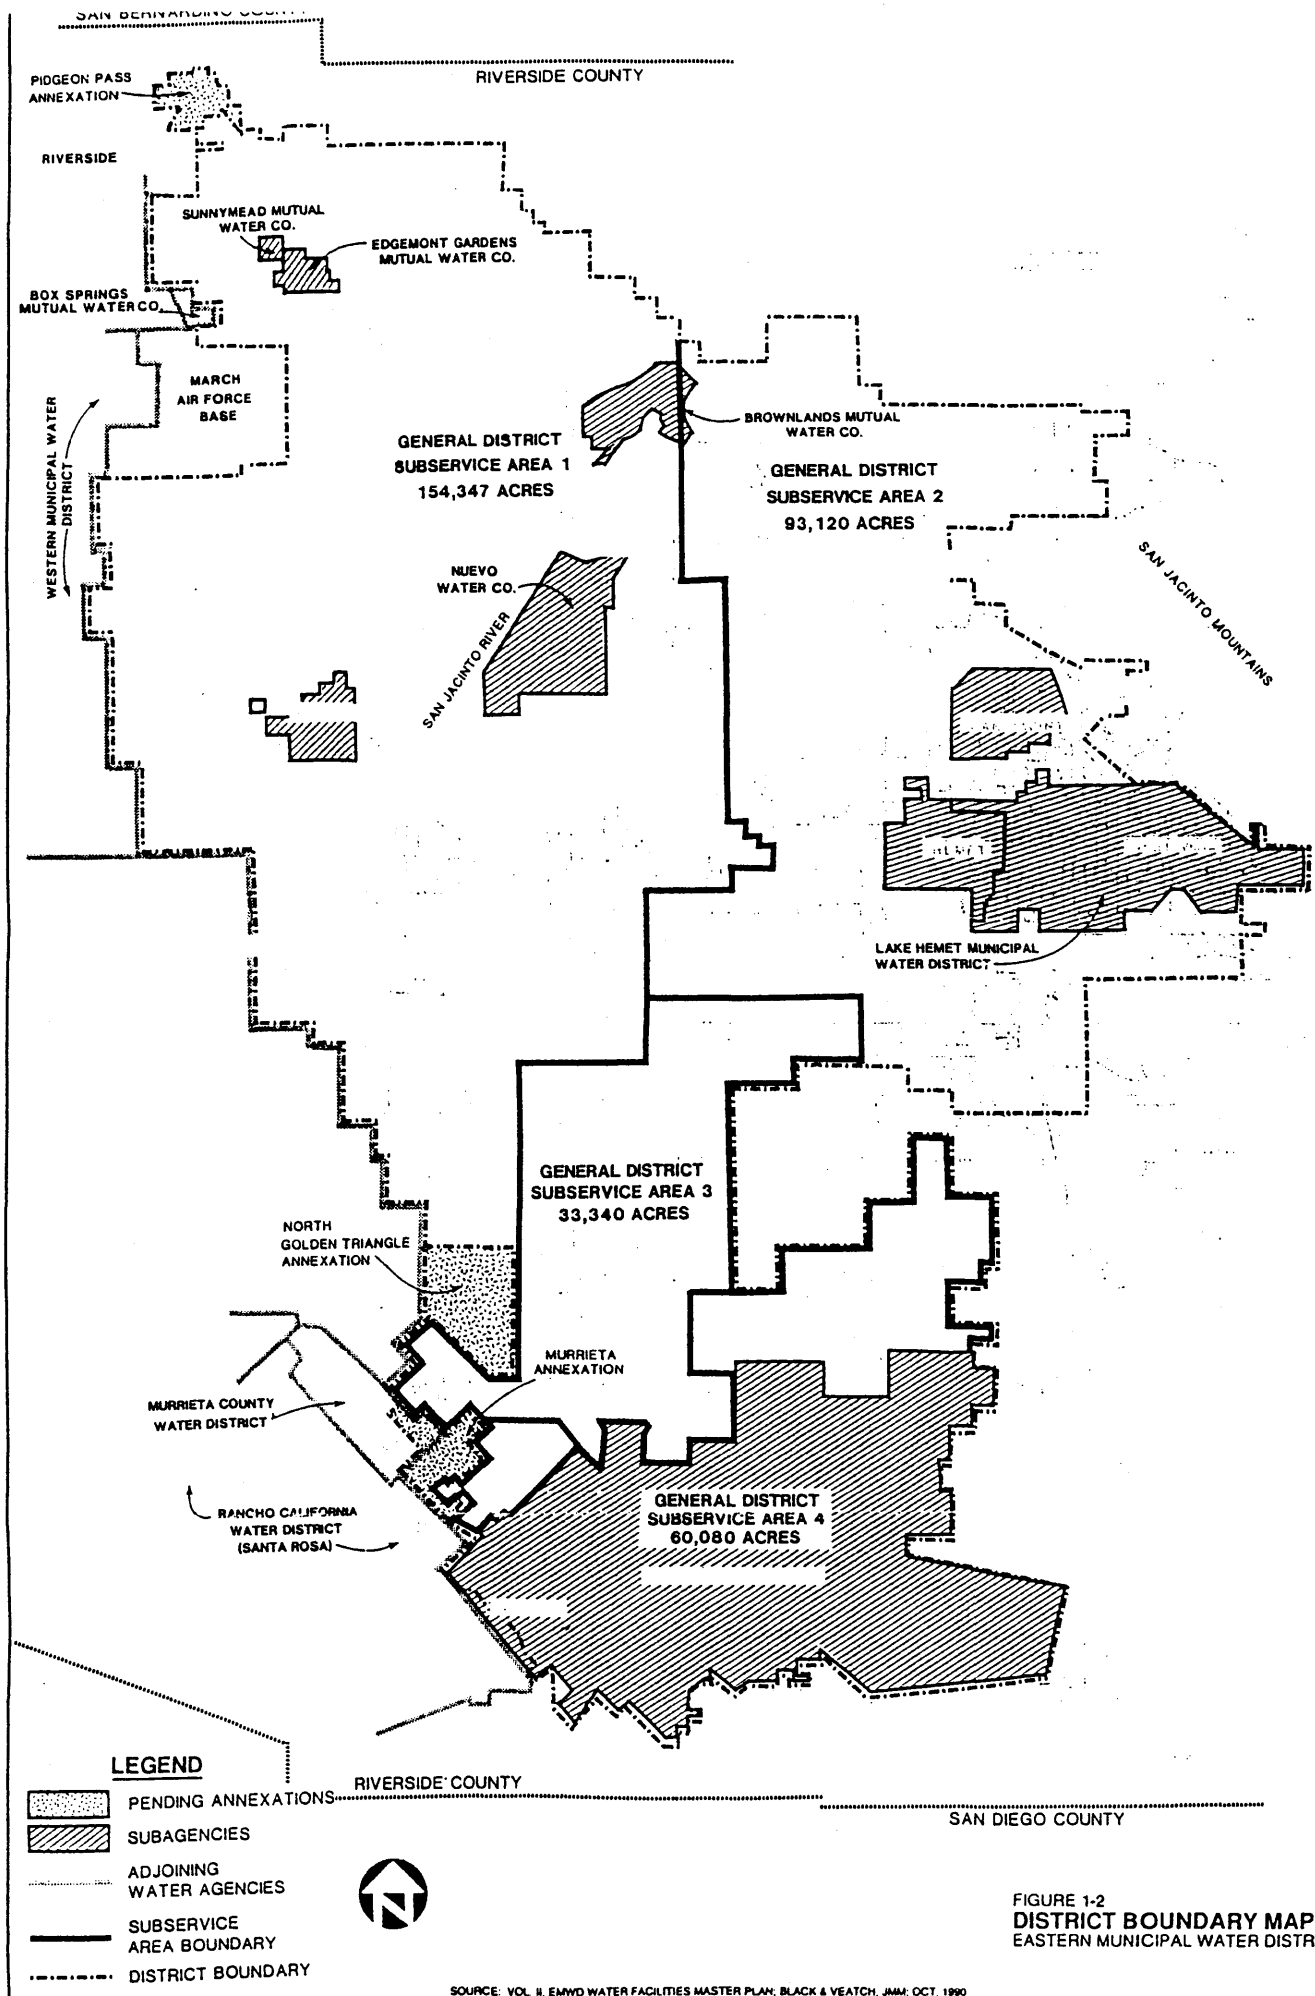 SAN BERNARDINO COUNTY
RIVERSIDE COUNTY
PIDGEON PASS
ANNEXATION
RIVERSIDE
SUNNYMEAD MUTUAL
WATER CO.
EDGEMONT GARDENS
MUTUAL WATER CO.
BOX SPRINGS
MUTUAL WATER CO.
MARCH
AIR FORCE
BASE
WESTERN MUNICIPAL WATER
DISTRICT
BROWNLANDS MUTUAL
WATER CO.
GENERAL DISTRICT
SUBSERVICE AREA 1
154,347 ACRES
GENERAL DISTRICT
SUBSERVICE AREA 2
93,120 ACRES
SAN JACINTO MOUNTAINS
NUEVO
WATER CO.
SAN JACINTO RIVER
HEMET
LAKE HEMET MUNICIPAL
WATER DISTRICT
GENERAL DISTRICT
SUBSERVICE AREA 3
33,340 ACRES
NORTH
GOLDEN TRIANGLE
ANNEXATION
MURRIETA
ANNEXATION
MURRIETA COUNTY
WATER DISTRICT
RANCHO CALIFORNIA
WATER DISTRICT
(SANTA ROSA)
GENERAL DISTRICT
SUBSERVICE AREA 4
60,080 ACRES
LEGEND
PENDING ANNEXATIONS
SUBAGENCIES
ADJOINING
WATER AGENCIES
SUBSERVICE
AREA BOUNDARY
DISTRICT BOUNDARY
RIVERSIDE COUNTY
SAN DIEGO COUNTY
N
FIGURE 1-2
DISTRICT BOUNDARY MAP
EASTERN MUNICIPAL WATER DISTR
SOURCE: VOL. II, EMWD WATER FACILITIES MASTER PLAN; BLACK & VEATCH, JMM; OCT. 1990